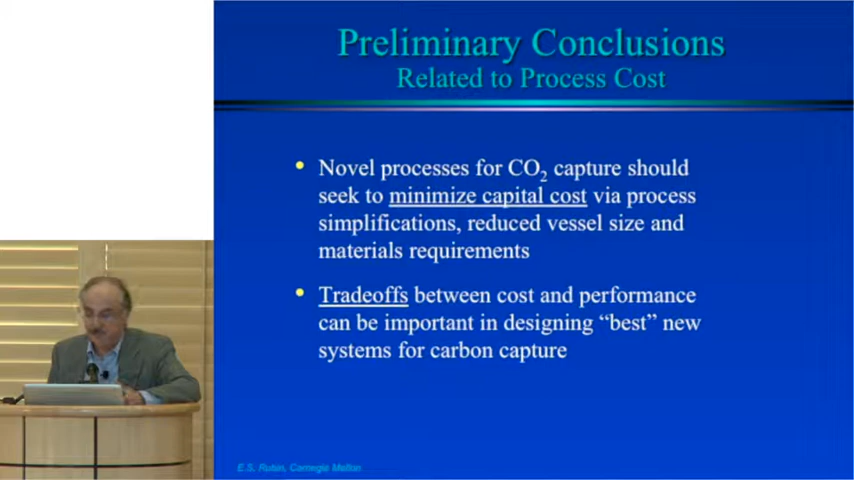 Preliminary Conclusions
Related to Process Cost
• Novel processes for CO₂ capture should
seek to minimize capital cost via process
simplifications, reduced vessel size and
materials requirements
• Tradeoffs between cost and performance
can be important in designing “best” new
systems for carbon capture
E.S. Rubin, Carnegie Mellon